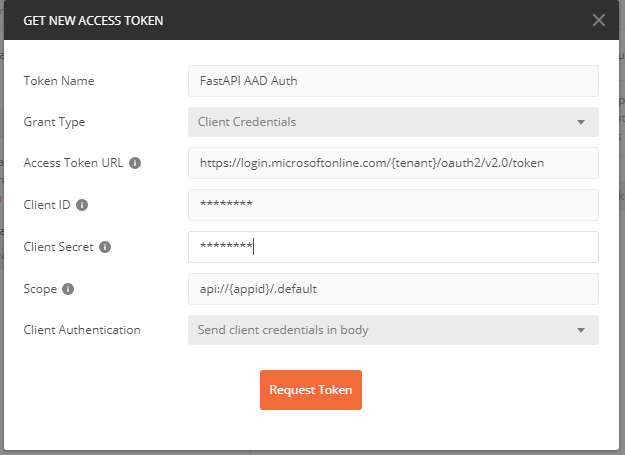 GET NEW ACCESS TOKEN
Token Name FastAPI AAD Auth
Grant Type Client Credentials
Access Token URL https://login.microsoftonline.com/{tenant}/oauth2/v2.0/token
Client ID ********
Client Secret ********
Scope api://{appid}/.default
Client Authentication Send client credentials in body
Request Token